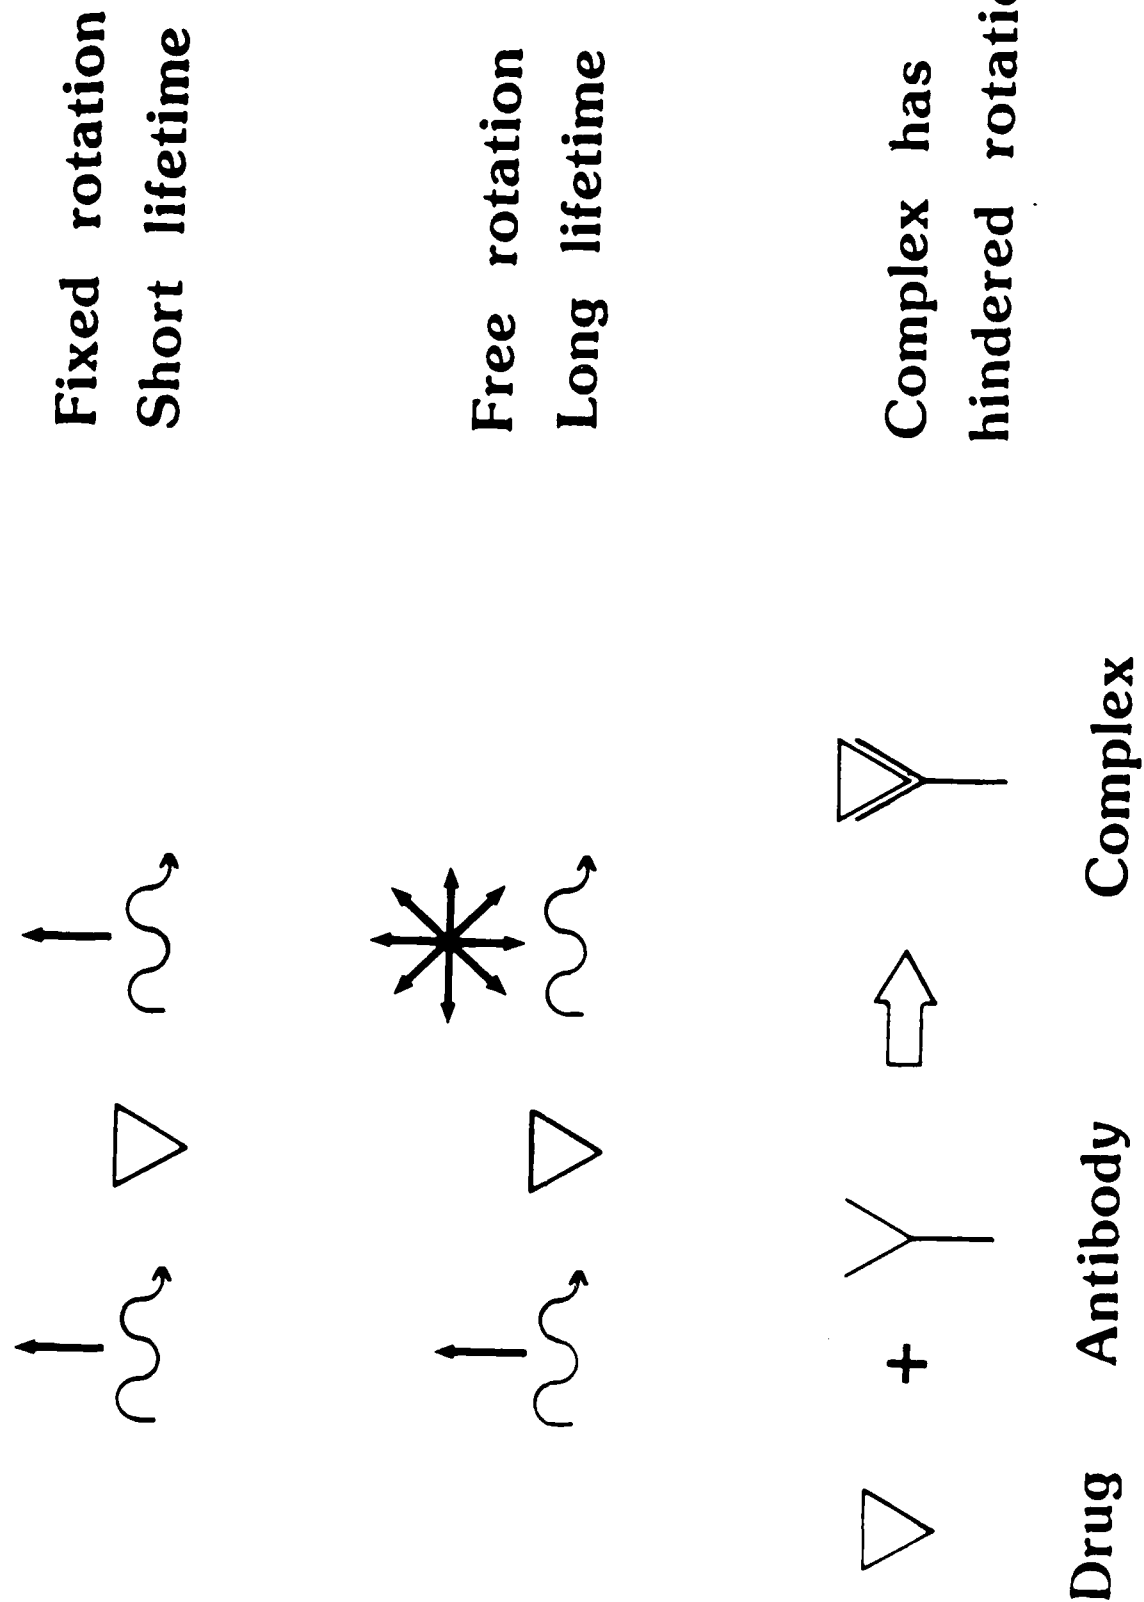 Fixed rotation
Short lifetime
Free rotation
Long lifetime
+
Complex has
hindered
Drug Antibody Complex